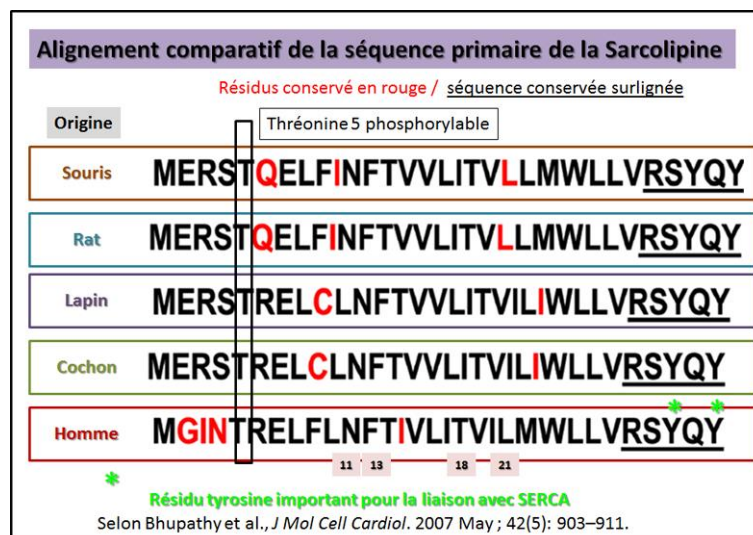 Alignement comparatif de la séquence primaire de la Sarcolipine
Résidus conservé en rouge / séquence conservée surlignée
Origine
Thréonine 5 phosphorylable
Souris MERSTQELFINFTVVLITVLLMWLLVRSYQY
Rat MERSTQELFINFTVVLITVLLMWLLVRSYQY
Lapin MERSTRELCLNFTVVLITVILIWLLVRSYQY
Cochon MERSTRELCLNFTVVLITVILIWLLVRSYQY
* *
Homme MGINTRELFLNFTIVLITVILMWLLVRSYQY
11 13 18 21
* Résidu tyrosine important pour la liaison avec SERCA
Selon Bhupathy et al., J Mol Cell Cardiol. 2007 May ; 42(5): 903–911.